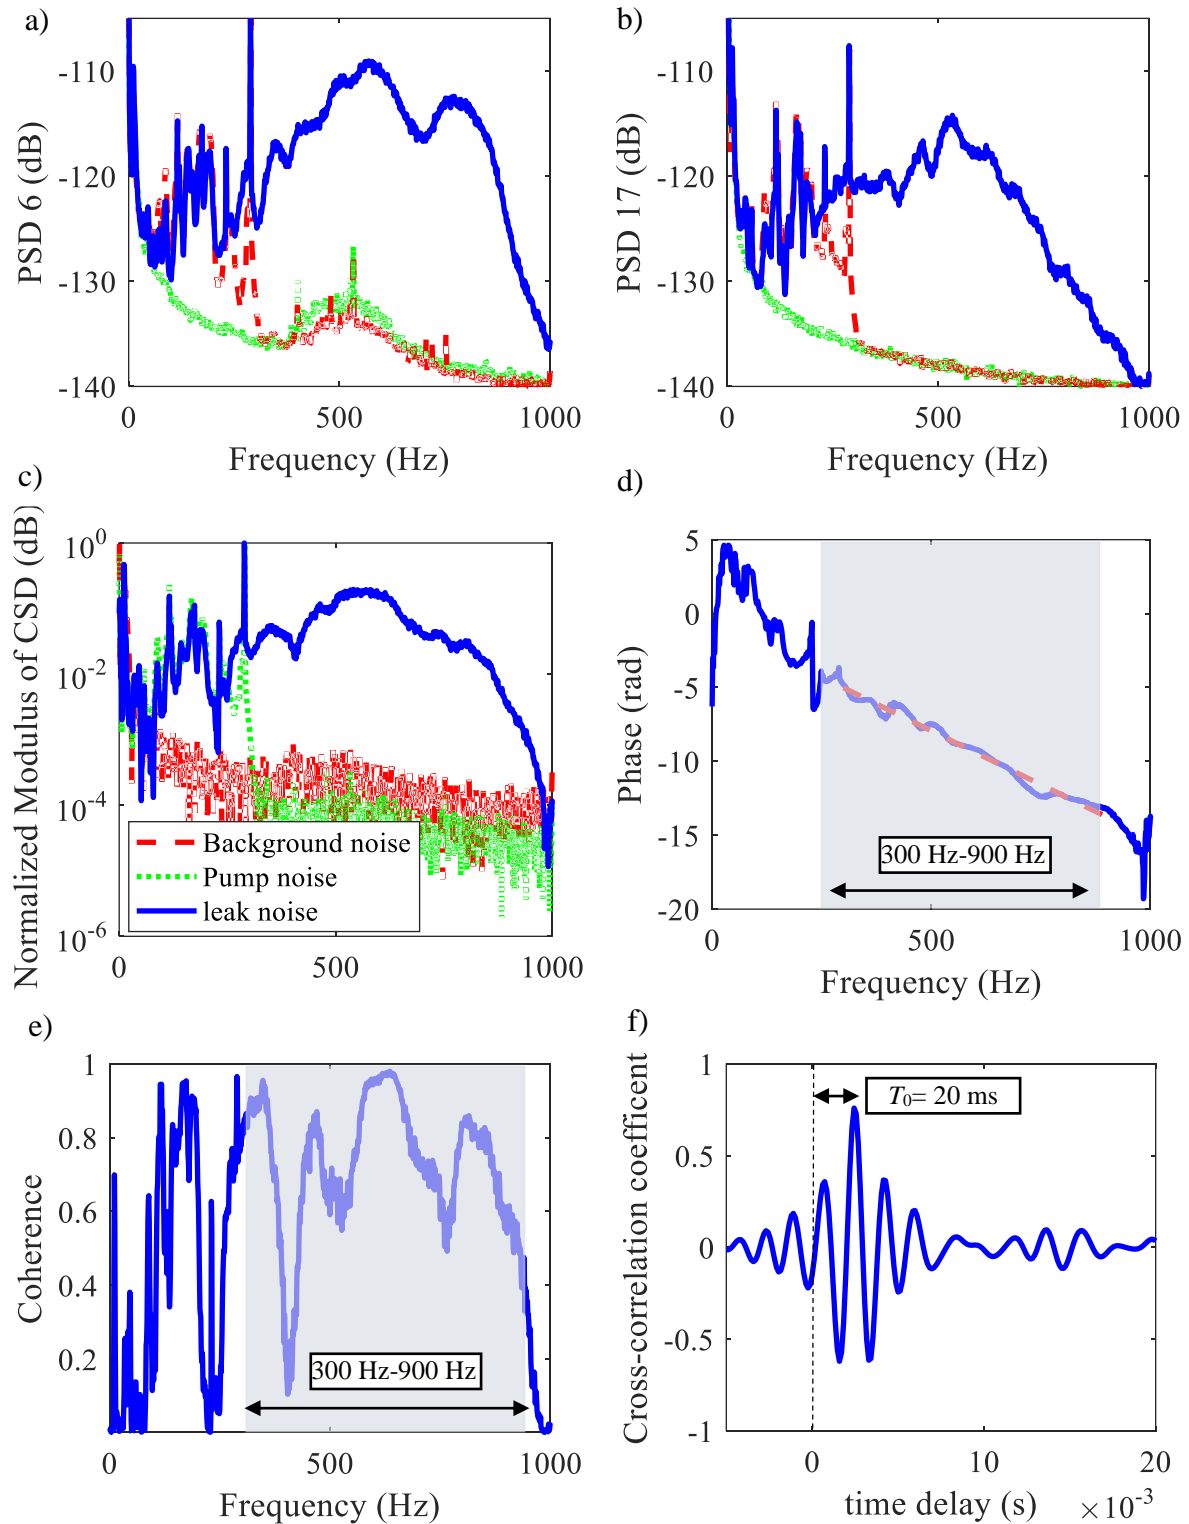 a)
PSD 6 (dB)
-110
-120
-130
-140
0
500
1000
Frequency (Hz)
b)
PSD 17 (dB)
-110
-120
-130
-140
0
500
1000
Frequency (Hz)
c)
Normalized Modulus of CSD (dB)
10^0
10^-2
10^-4
10^-6
Background noise
Pump noise
leak noise
0
500
1000
d)
Phase (rad)
5
0
-5
-10
-15
-20
300 Hz-900 Hz
0
500
1000
Frequency (Hz)
e)
Coherence
1
0.8
0.6
0.4
0.2
300 Hz-900 Hz
0
500
1000
Frequency (Hz)
f)
Cross-correlation coefficent
1
0.5
0
-0.5
-1
T0= 20 ms
0
10
20
time delay (s)
×10^-3